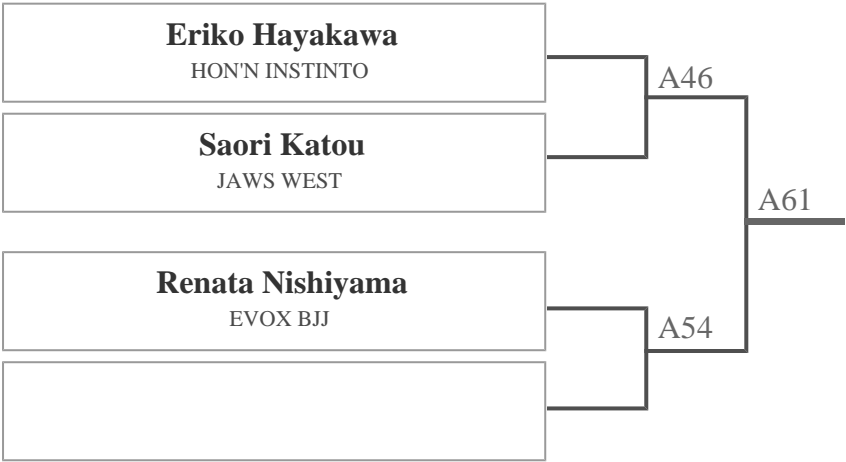 Eriko Hayakawa
HON'N INSTINTO
A46
Saori Katou
JAWS WEST
A61
Renata Nishiyama
EVOX BJJ
A54